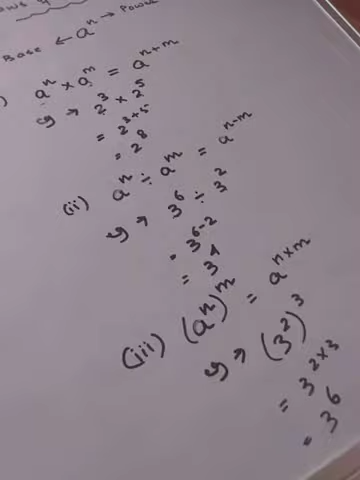 Base ← aⁿ → Power
) aⁿ × aᵐ = aⁿ⁺ᵐ
eg → 2³ × 2⁵
= 2³⁺⁵
= 2⁸
(ii) aⁿ ÷ aᵐ = aⁿ⁻ᵐ
eg → 3⁶ ÷ 3²
= 3⁶⁻²
= 3⁴
(iii) (aⁿ)ᵐ = aⁿˣᵐ
eg → (3²)³
= 3²ˣ³
= 3⁶